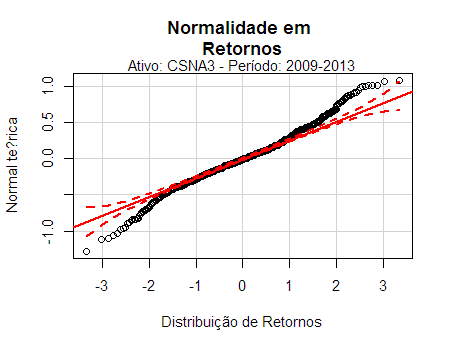 Normalidade em
Retornos
Ativo: CSNA3 - Período: 2009-2013
Normal te?rica
1.0
0.5
0.0
-1.0
-3 -2 -1 0 1 2 3
Distribuição de Retornos